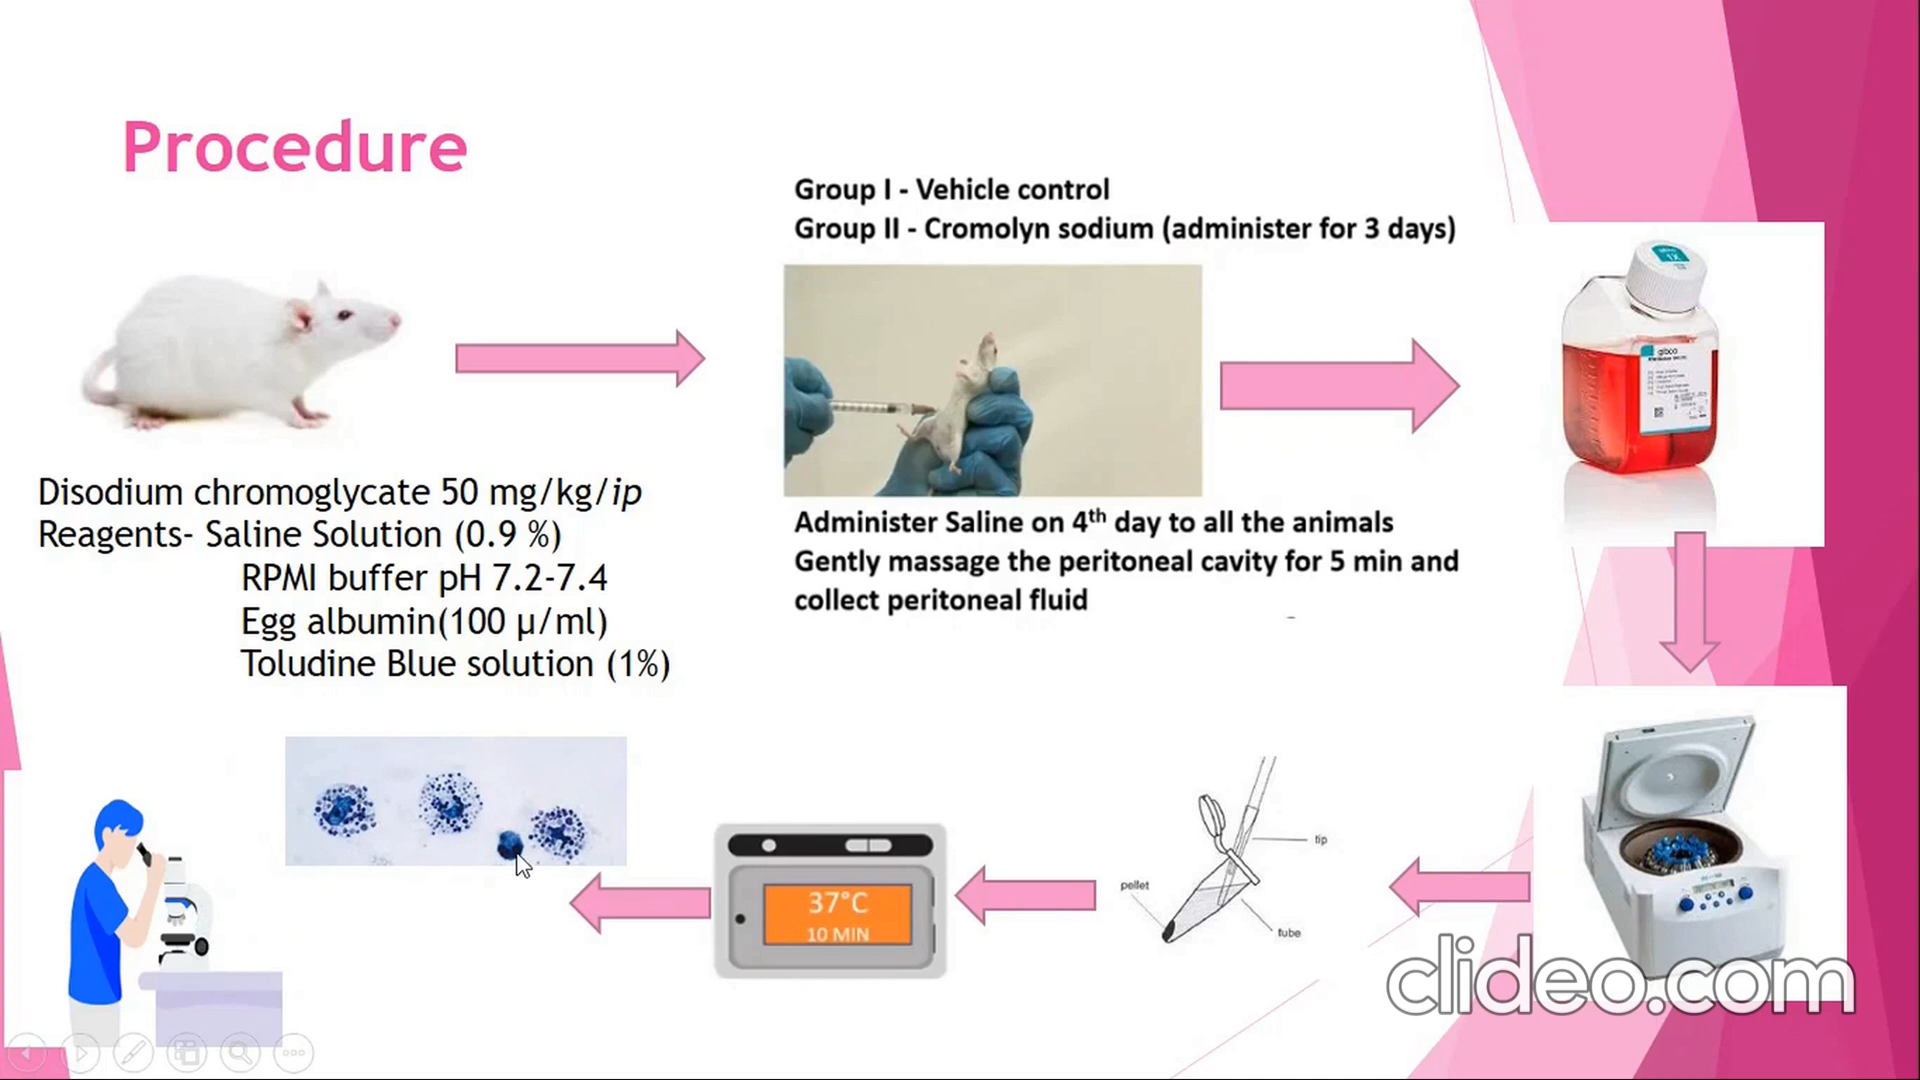 Procedure
Group I - Vehicle control
Group II - Cromolyn sodium (administer for 3 days)
1X
gibco
Disodium chromoglycate 50 mg/kg/ip
Reagents- Saline Solution (0.9 %)
RPMI buffer pH 7.2-7.4
Egg albumin(100 µ/ml)
Toludine Blue solution (1%)
Administer Saline on 4th day to all the animals
Gently massage the peritoneal cavity for 5 min and
collect peritoneal fluid
tip
pellet
tube
37°C
10 MIN
clideo.com